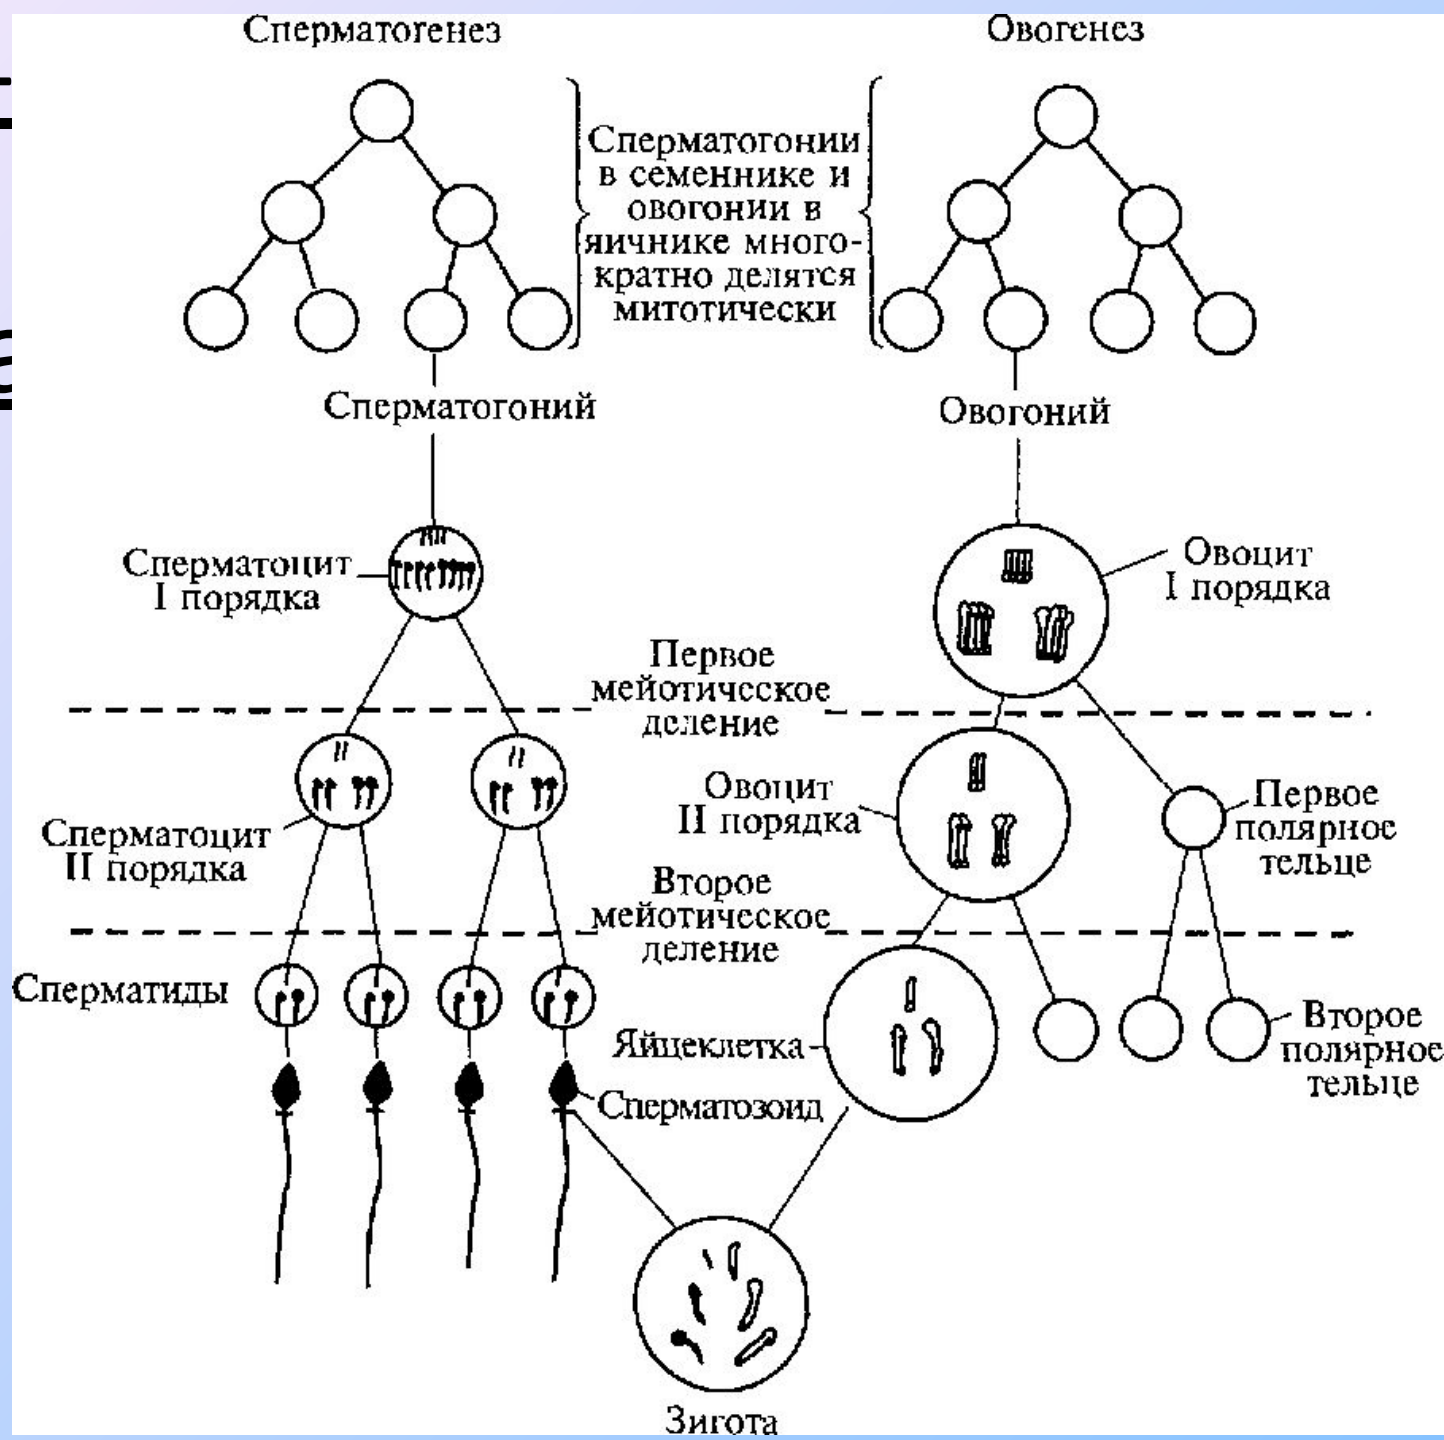 Сперматогенез
Овогенез
Сперматогонии
в семеннике и
овогонии в
яичнике много-
кратно делятся
митотически
Сперматогоний
Овогоний
Сперматоцит
I порядка
Овоцит
I порядка
Первое
мейотическое
деление
Сперматоцит
II порядка
Овоцит
II порядка
Первое
полярное
тельце
Второе
мейотическое
деление
Сперматиды
Яйцеклетка
Второе
полярное
тельце
Сперматозоид
Зигота